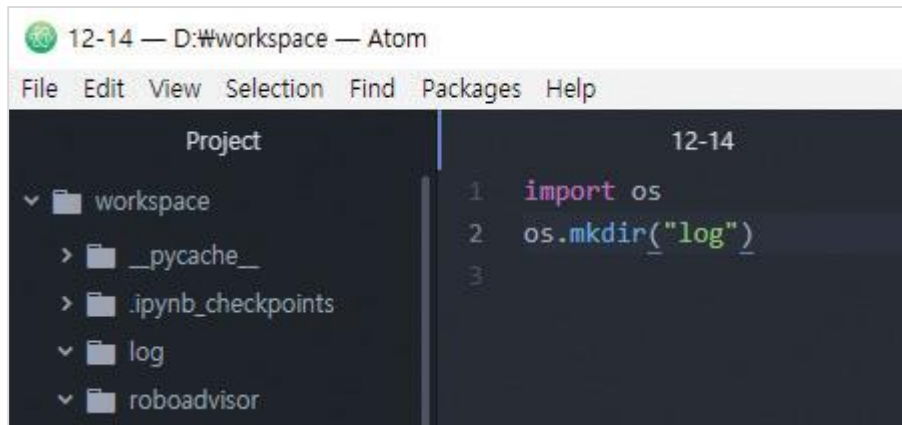 12-14 — D:₩workspace — Atom
File Edit View Selection Find Packages Help
Project
workspace
__pycache__
.ipynb_checkpoints
log
roboadvisor
12-14
1 import os
2 os.mkdir("log")
3